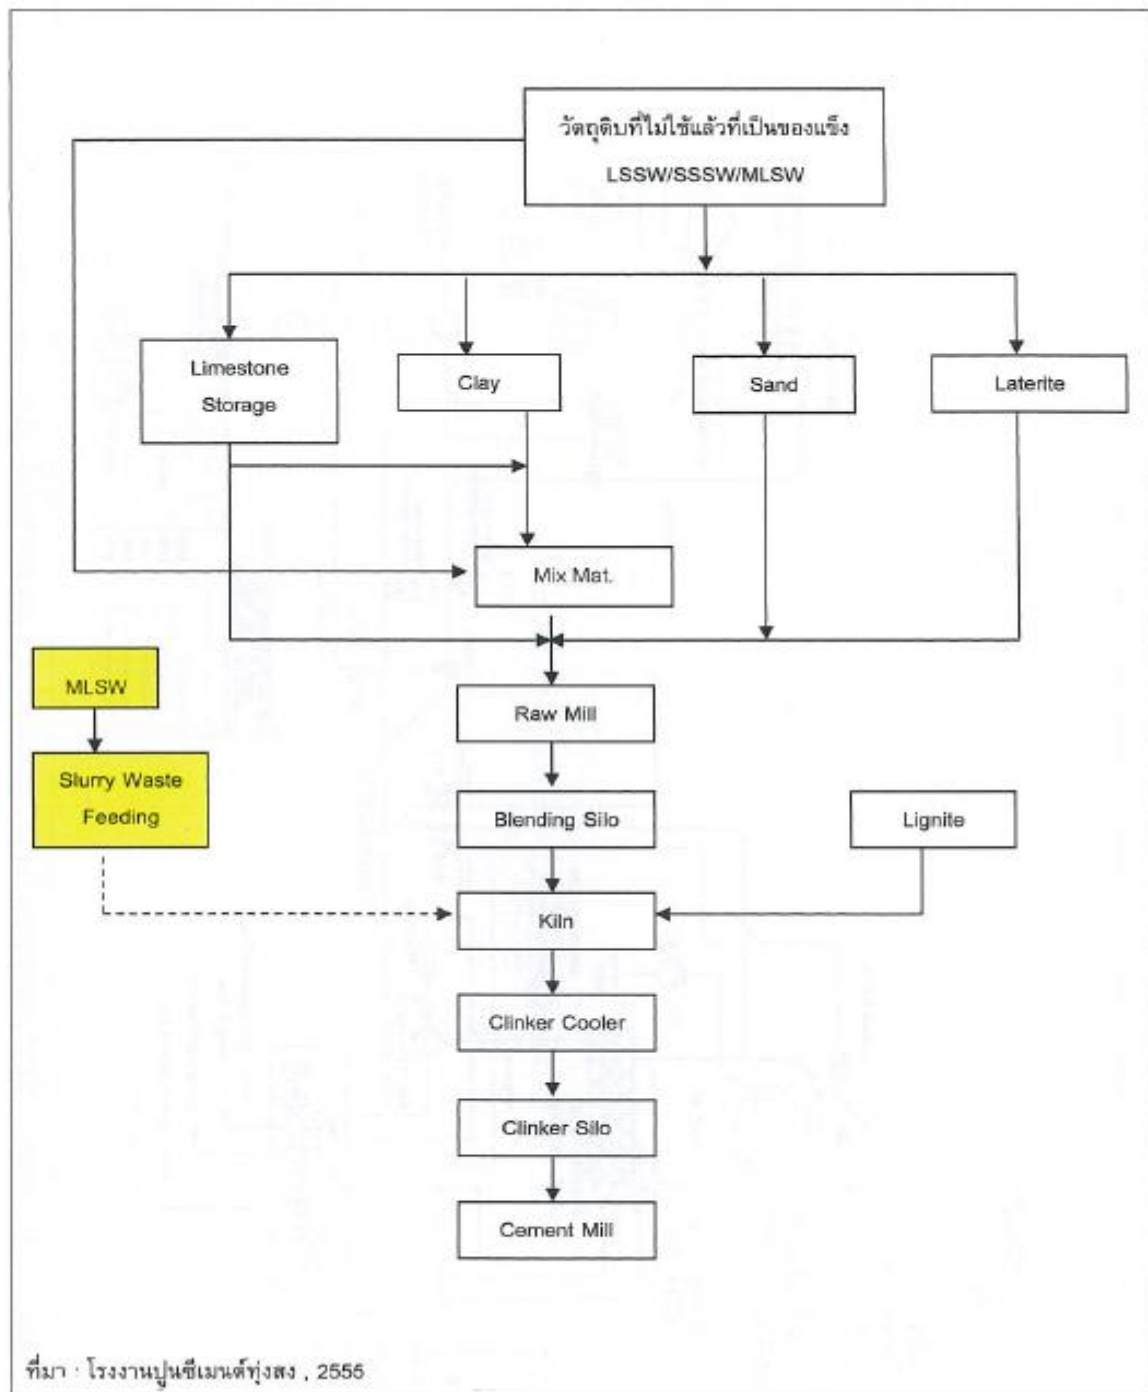 วัตถุดิบที่ไม่ใช้แล้วที่เป็นของแข็ง
LSSW/SSSW/MLSW
Limestone
Storage
Clay
Sand
Laterite
Mix Mat.
MLSW
Raw Mill
Slurry Waste
Feeding
Blending Silo
Lignite
Kiln
Clinker Cooler
Clinker Silo
Cement Mill
ที่มา : โรงงานปูนซีเมนต์ทุ่งสง , 2555